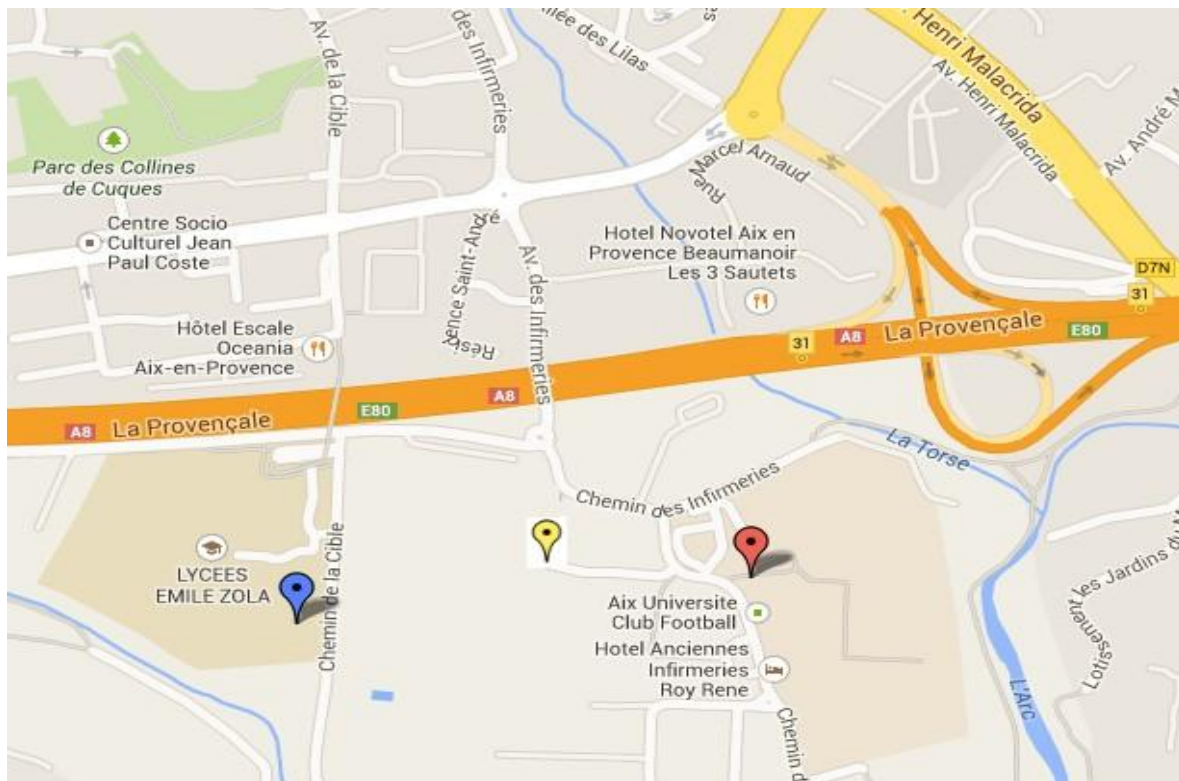 Av. de la Cible
des Infirmeries
ée des Lilas
Henri Malacrida
Av. Henri Malacrida
Av. André M
Parc des Collines
de Cuques
Marcel Arnaud
Rue
Centre Socio
Culturel Jean
Paul Coste
Résidence Saint-André
Av. des Infirmeries
Hotel Novotel Aix en
Provence Beaumanoir
Les 3 Sautets
D7N
31
Hôtel Escale
Oceania
Aix-en-Provence
31
A8
La Provençale
E80
A8
La Provençale
E80
A8
La Torse
Chemin des Infirmeries
LYCEES
EMILE ZOLA
Chemin de la Cible
Aix Universite
Club Football
Hotel Anciennes
Infirmeries
Roy Rene
Chemin d
L'Arc
Lotissement les Jardins du M